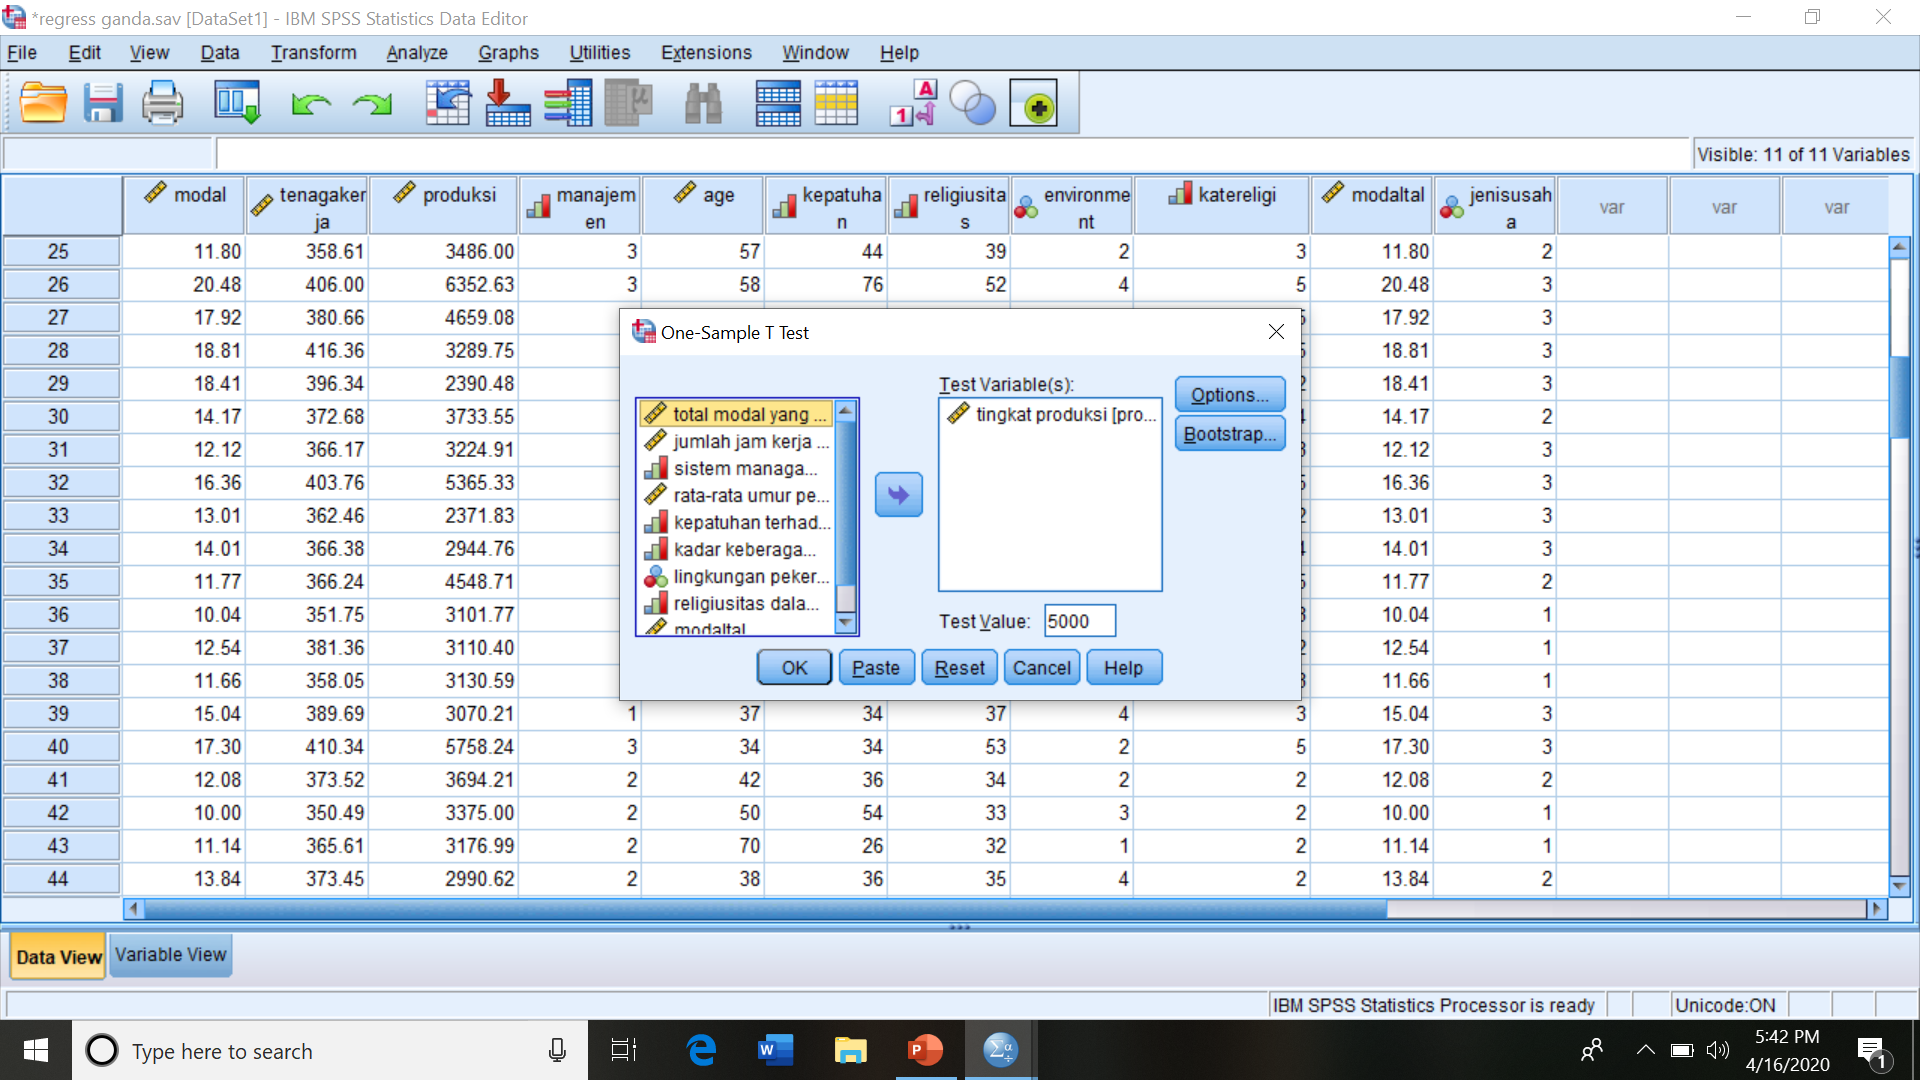 *regress ganda.sav [DataSet1] - IBM SPSS Statistics Data Editor
File Edit View Data Transform Analyze Graphs Utilities Extensions Window Help
Visible: 11 of 11 Variables
modal tenagakerja produksi manajemen age kepatuhan religiusitas environment katereligi modaltal jenisusaha var var var
25 11.80 358.61 3486.00 3 57 44 39 2 3 11.80 2
26 20.48 406.00 6352.63 3 58 76 52 4 5 20.48 3
27 17.92 380.66 4659.08 17.92 3
28 18.81 416.36 3289.75 18.81 3
29 18.41 396.34 2390.48 18.41 3
30 14.17 372.68 3733.55 14.17 2
31 12.12 366.17 3224.91 12.12 3
32 16.36 403.76 5365.33 16.36 3
33 13.01 362.46 2371.83 13.01 3
34 14.01 366.38 2944.76 14.01 3
35 11.77 366.24 4548.71 11.77 2
36 10.04 351.75 3101.77 10.04 1
37 12.54 381.36 3110.40 12.54 1
38 11.66 358.05 3130.59 11.66 1
39 15.04 389.69 3070.21 1 37 34 37 4 3 15.04 3
40 17.30 410.34 5758.24 3 34 34 53 2 5 17.30 3
41 12.08 373.52 3694.21 2 42 36 34 2 2 12.08 2
42 10.00 350.49 3375.00 2 50 54 33 3 2 10.00 1
43 11.14 365.61 3176.99 2 70 26 32 1 2 11.14 1
44 13.84 373.45 2990.62 2 38 36 35 4 2 13.84 2
One-Sample T Test
total modal yang ...
jumlah jam kerja ...
sistem managa...
rata-rata umur pe...
kepatuhan terhad...
kadar keberaga...
lingkungan peker...
religiusitas dala...
modaltal
Test Variable(s):
tingkat produksi [pro...
Options...
Bootstrap...
Test Value: 5000
OK Paste Reset Cancel Help
Data View Variable View
IBM SPSS Statistics Processor is ready Unicode:ON
Type here to search
5:42 PM
4/16/2020
1